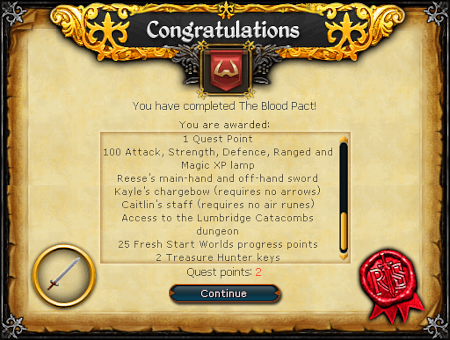 Congratulations
You have completed The Blood Pact!
You are awarded:
1 Quest Point
100 Attack, Strength, Defence, Ranged and
Magic XP lamp
Reese's main-hand and off-hand sword
Kayle's chargebow (requires no arrows)
Caitlin's staff (requires no air runes)
Access to the Lumbridge Catacombs
dungeon
25 Fresh Start Worlds progress points
2 Treasure Hunter keys
Quest points: 2
Continue